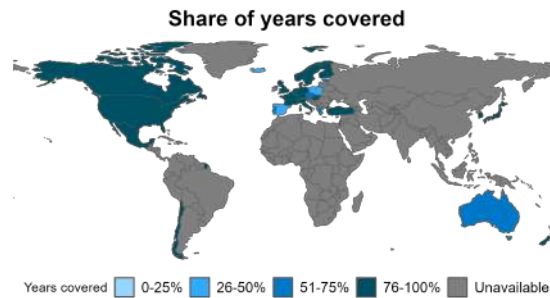 Share of years covered
Years covered 0-25% 26-50% 51-75% 76-100% Unavailable